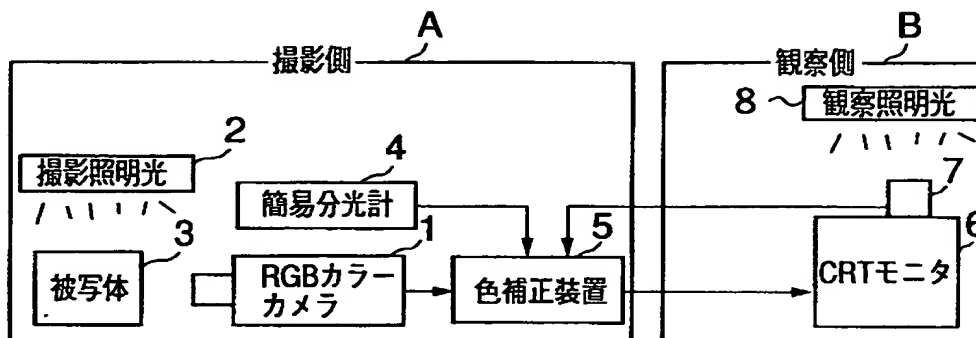 A
撮影側
B
観察側
8
観察照明光
2
撮影照明光
4
簡易分光計
7
3
被写体
1
RGBカラー
カメラ
5
色補正装置
6
CRTモニタ